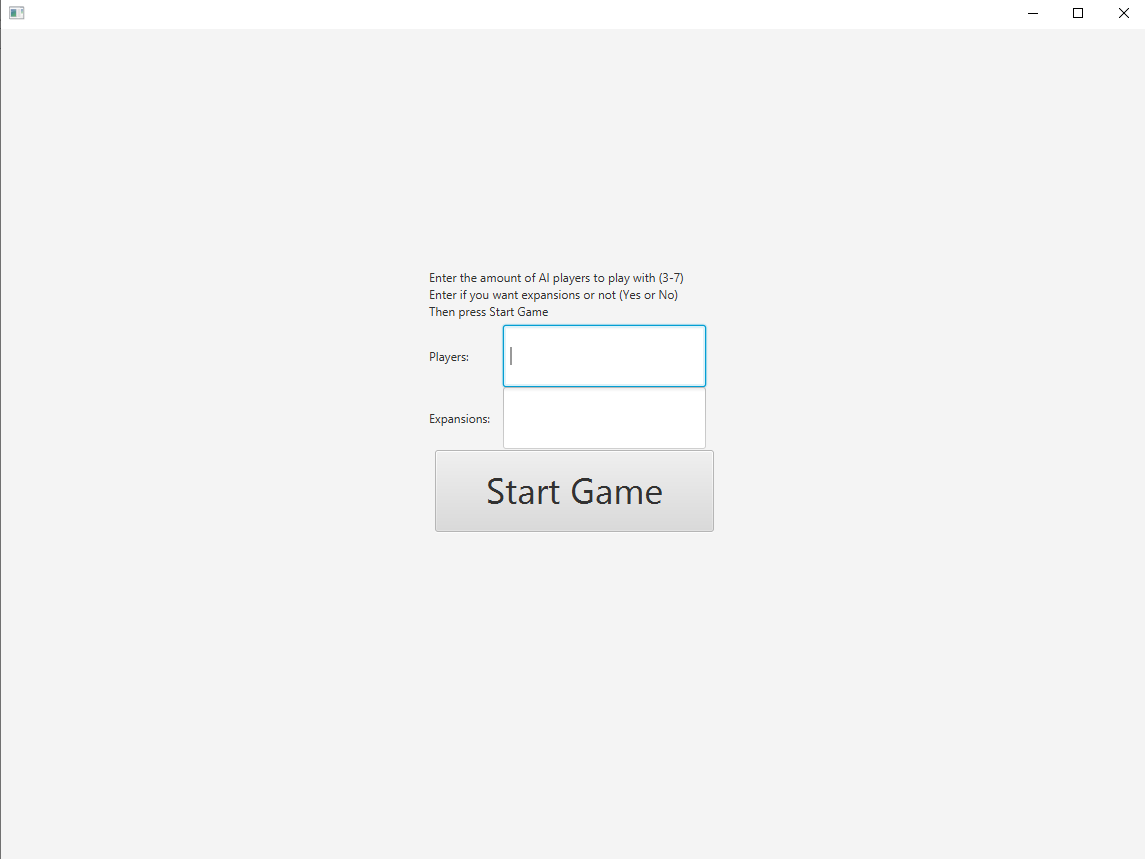 Enter the amount of AI players to play with (3-7)
Enter if you want expansions or not (Yes or No)
Then press Start Game
Players:
Expansions:
Start Game